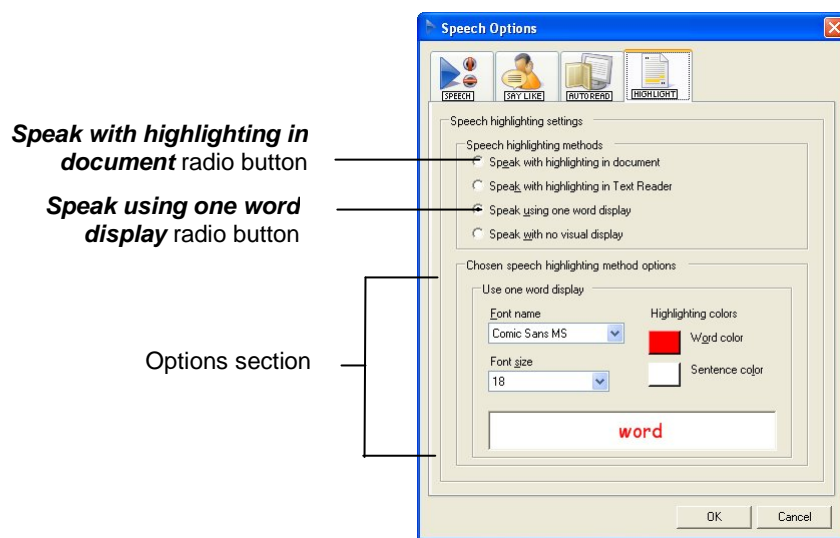 Speech Options
SPEECH
SAY LIKE
AUTOREAD
HIGHLIGHT
Speech highlighting settings
Speech highlighting methods
Speak with highlighting in document
Speak with highlighting in Text Reader
Speak using one word display
Speak with no visual display
Chosen speech highlighting method options
Use one word display
Font name
Comic Sans MS
Font size
18
Highlighting colors
Word color
Sentence color
word
OK
Cancel
Speak with highlighting in
document radio button
Speak using one word
display radio button
Options section